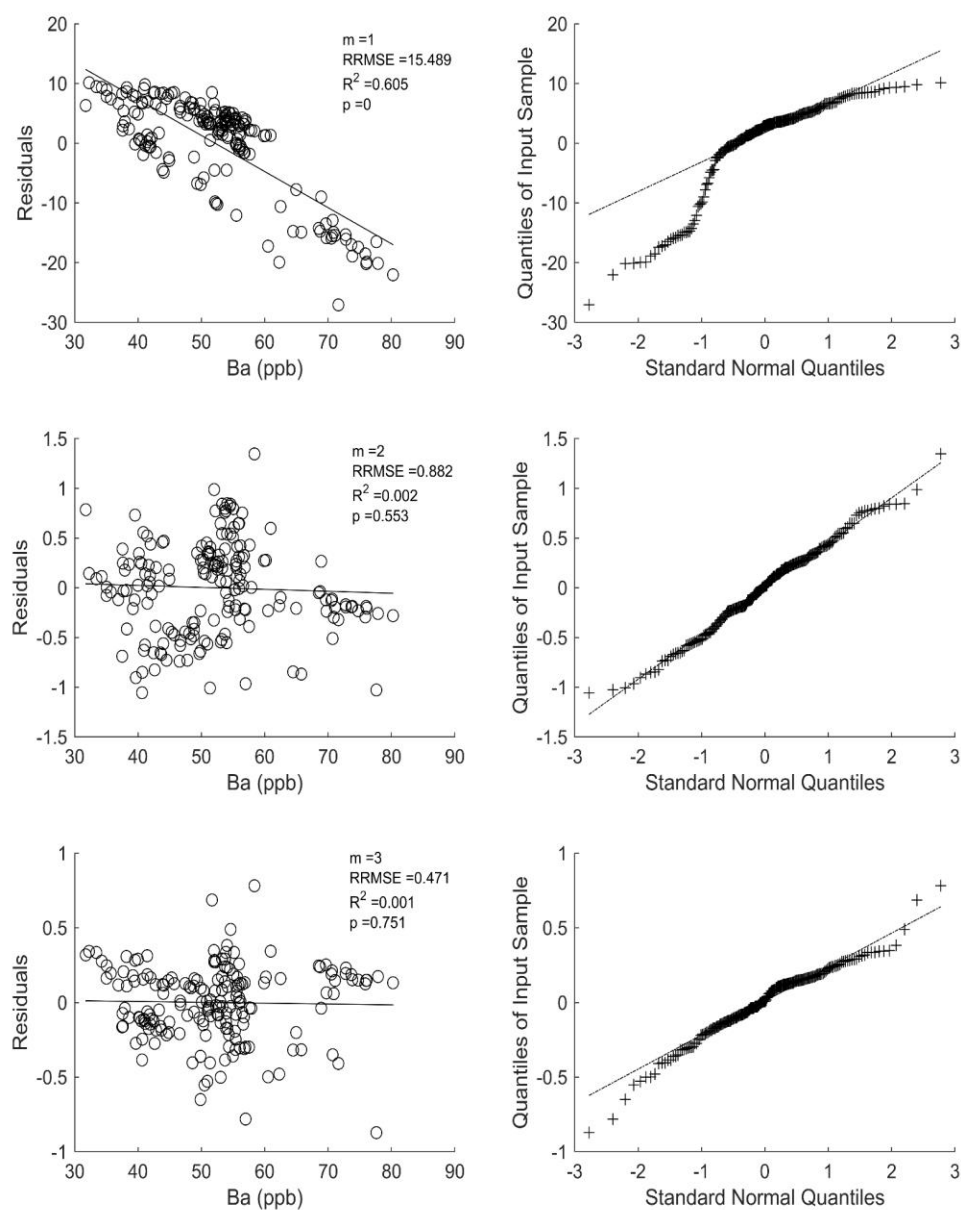 20
10
0
-10
-20
-30
Residuals
m =1
RRMSE =15.489
R² =0.605
p =0
30 40 50 60 70 80 90
Ba (ppb)
20
10
0
-10
-20
-30
Quantiles of Input Sample
-3 -2 -1 0 1 2 3
Standard Normal Quantiles
1.5
1
0.5
0
-0.5
-1
-1.5
Residuals
m =2
RRMSE =0.882
R² =0.002
p =0.553
30 40 50 60 70 80 90
Ba (ppb)
1.5
1
0.5
0
-0.5
-1
-1.5
Quantiles of Input Sample
-3 -2 -1 0 1 2 3
Standard Normal Quantiles
1
0.5
0
-0.5
-1
Residuals
m =3
RRMSE =0.471
R² =0.001
p =0.751
30 40 50 60 70 80 90
Ba (ppb)
1
0.5
0
-0.5
-1
Quantiles of Input Sample
-3 -2 -1 0 1 2 3
Standard Normal Quantiles